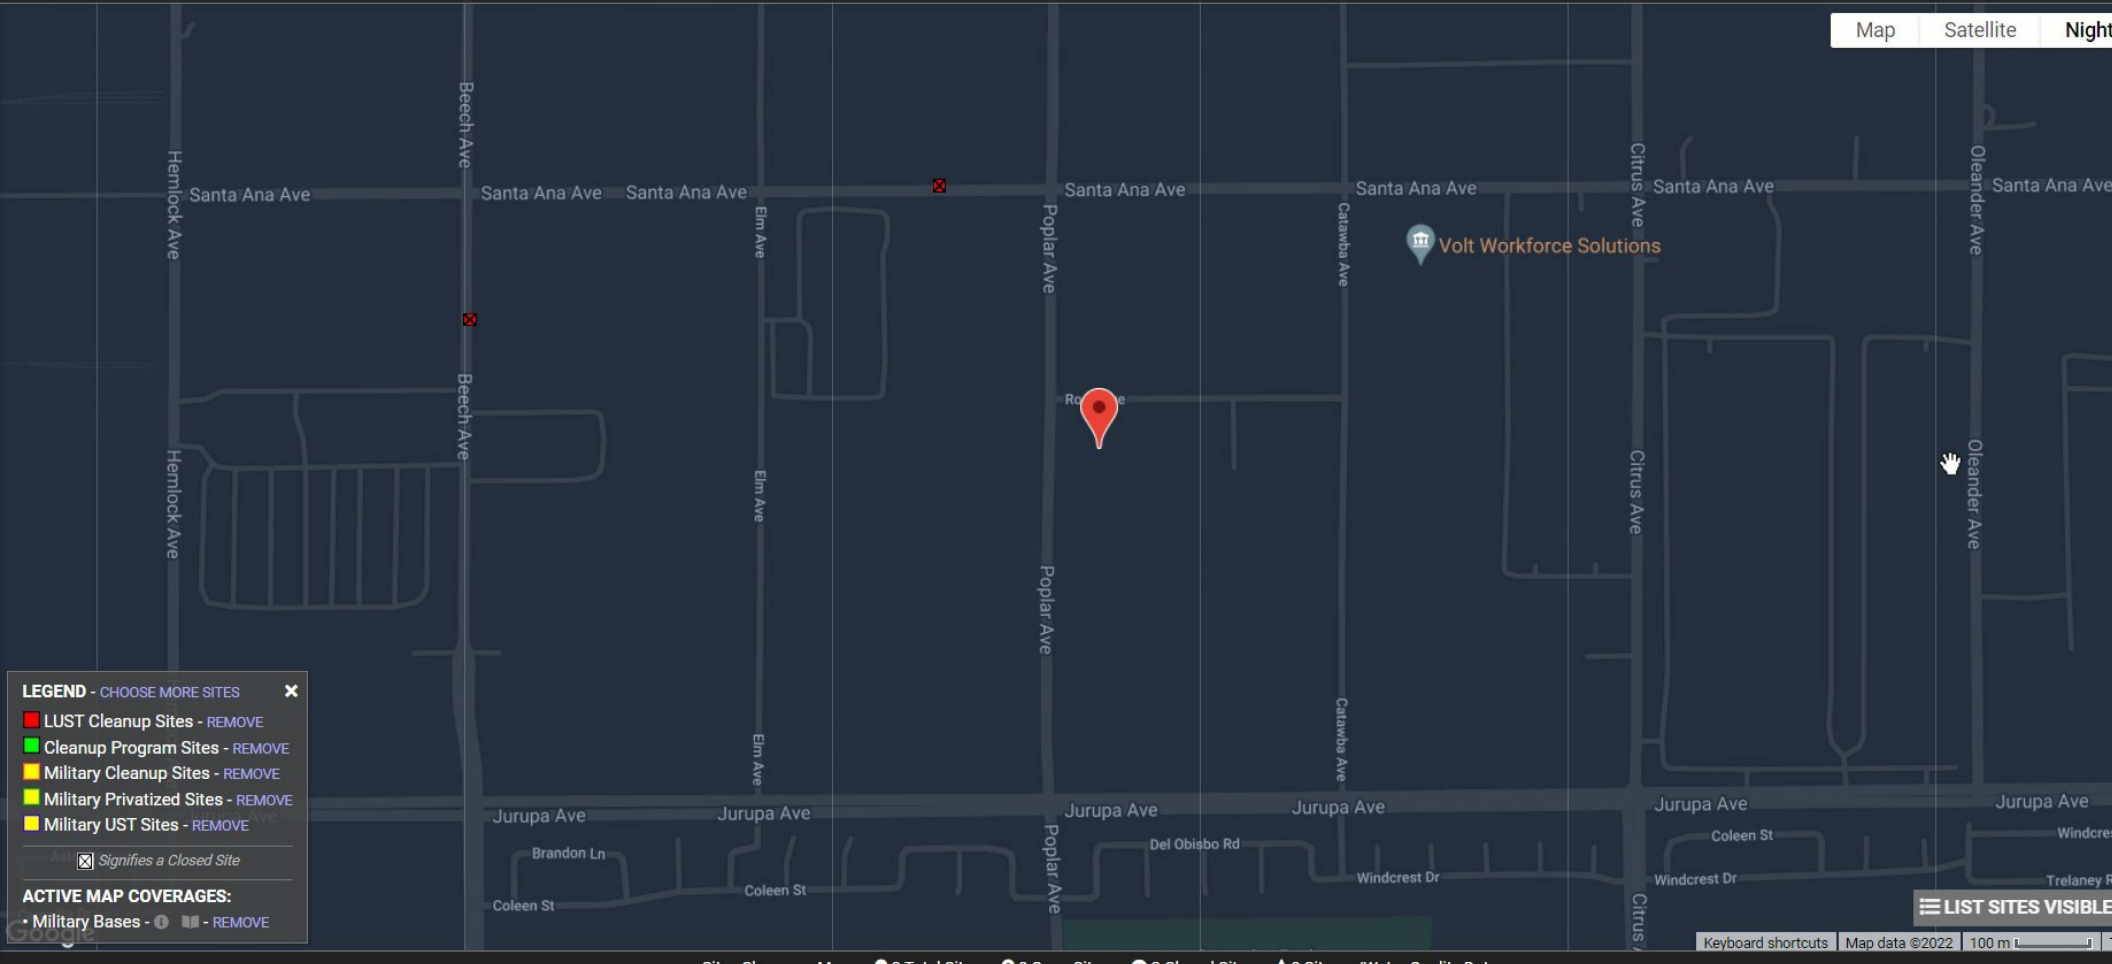 Map Satellite Night
Beech Ave
Hemlock Ave
Citrus Ave
Oleander Ave
Santa Ana Ave Santa Ana Ave Santa Ana Ave Santa Ana Ave Santa Ana Ave Santa Ana Ave Santa Ana Ave
Elm Ave
Poplar Ave
Catawba Ave
Volt Workforce Solutions
Beech Ave
Hemlock Ave
Elm Ave
Citrus Ave
Oleander Ave
Poplar Ave
Catawba Ave
Elm Ave
LEGEND - CHOOSE MORE SITES
LUST Cleanup Sites - REMOVE
Cleanup Program Sites - REMOVE
Military Cleanup Sites - REMOVE
Military Privatized Sites - REMOVE
Military UST Sites - REMOVE
Signifies a Closed Site
ACTIVE MAP COVERAGES:
• Military Bases - - REMOVE
Google
Jurupa Ave Jurupa Ave Jurupa Ave Jurupa Ave Jurupa Ave Jurupa Ave
Poplar Ave
Brandon Ln
Del Obisbo Rd
Coleen St
Coleen St
Coleen St
Windcrest Dr
Windcrest Dr
Trelaney
Citrus
LIST SITES VISIBLE
Keyboard shortcuts Map data ©2022 100 m